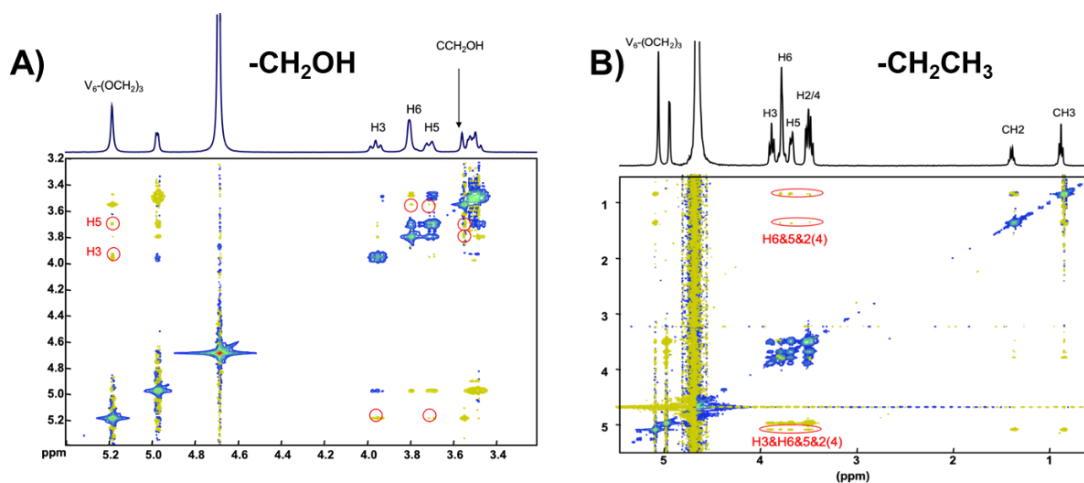 A)
-CH₂OH
CCH₂OH
V₆-(OCH₂)₃
H6
H3
H5
3.2
3.4
3.6
3.8
4.0
4.2
4.4
4.6
4.8
5.0
5.2
ppm
H5
H3
5.2 5.0 4.8 4.6 4.4 4.2 4.0 3.8 3.6 3.4
B)
-CH₂CH₃
V₆-(OCH₂)₃
H6
H2/4
H3
H5
CH2
CH3
1
2
3
4
5
H6&5&2(4)
H3&H6&5&2(4)
5 4 3 2 1
(ppm)